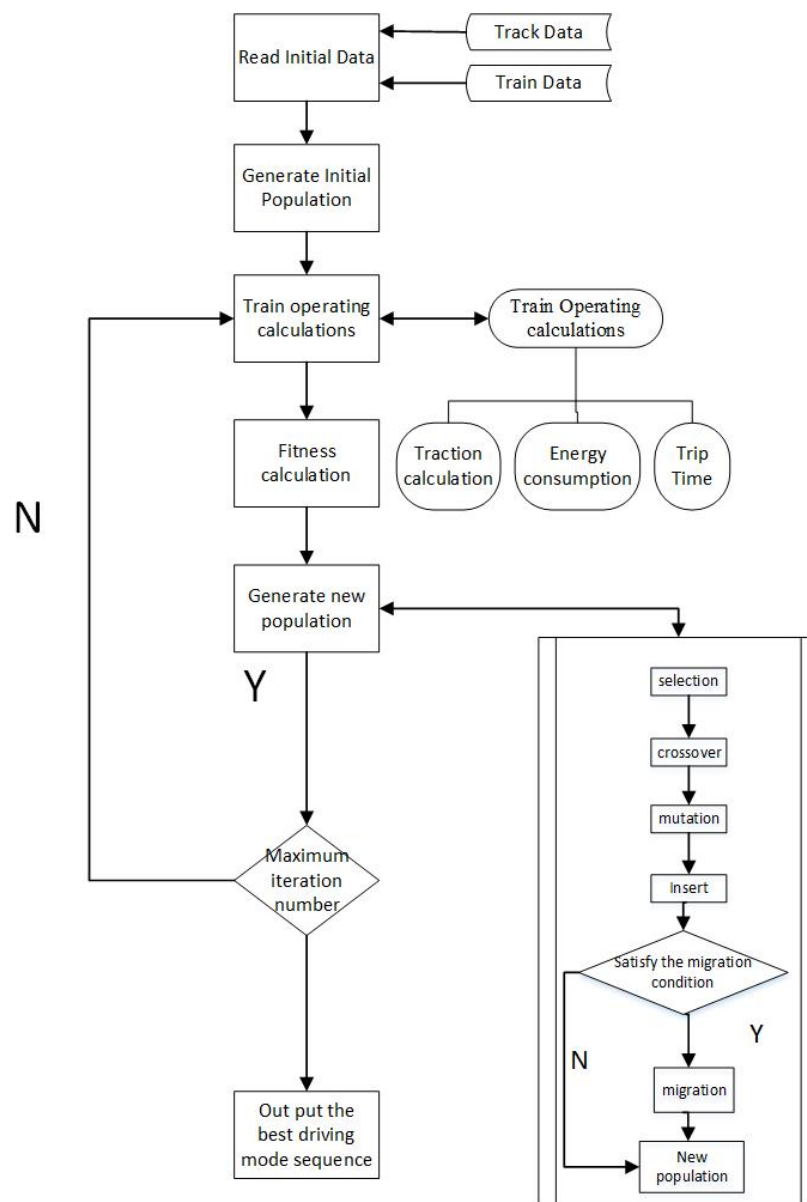 Track Data
Read Initial Data
Train Data
Generate Initial
Population
Train operating
calculations
Train Operating
calculations
Fitness
calculation
Traction
calculation
Energy
consumption
Trip
Time
N
Generate new
population
Y
selection
crossover
mutation
Insert
Maximum
iteration
number
Satisfy the migration
condition
Y
N
migration
New
population
Out put the
best driving
mode sequence